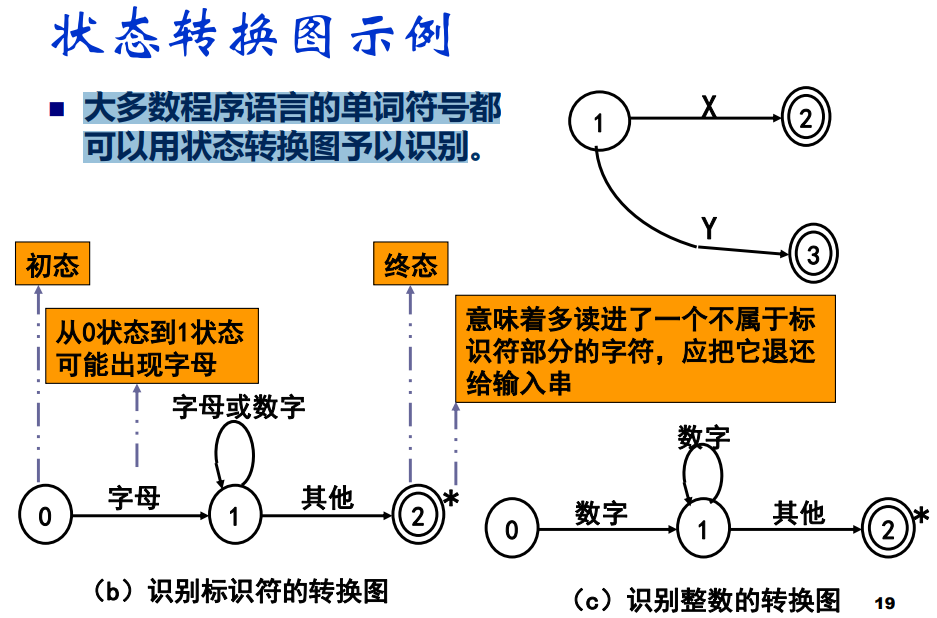 状态转换图示例
■ 大多数程序语言的单词符号都
可以用状态转换图予以识别。
1
X
2
Y
3
初态
终态
从0状态到1状态
可能出现字母
意味着多读进了一个不属于标
识符部分的字符，应把它退还
给输入串
字母或数字
0
字母
1
其他
2
*
(b) 识别标识符的转换图
数字
0
数字
1
其他
2
*
(c) 识别整数的转换图
19